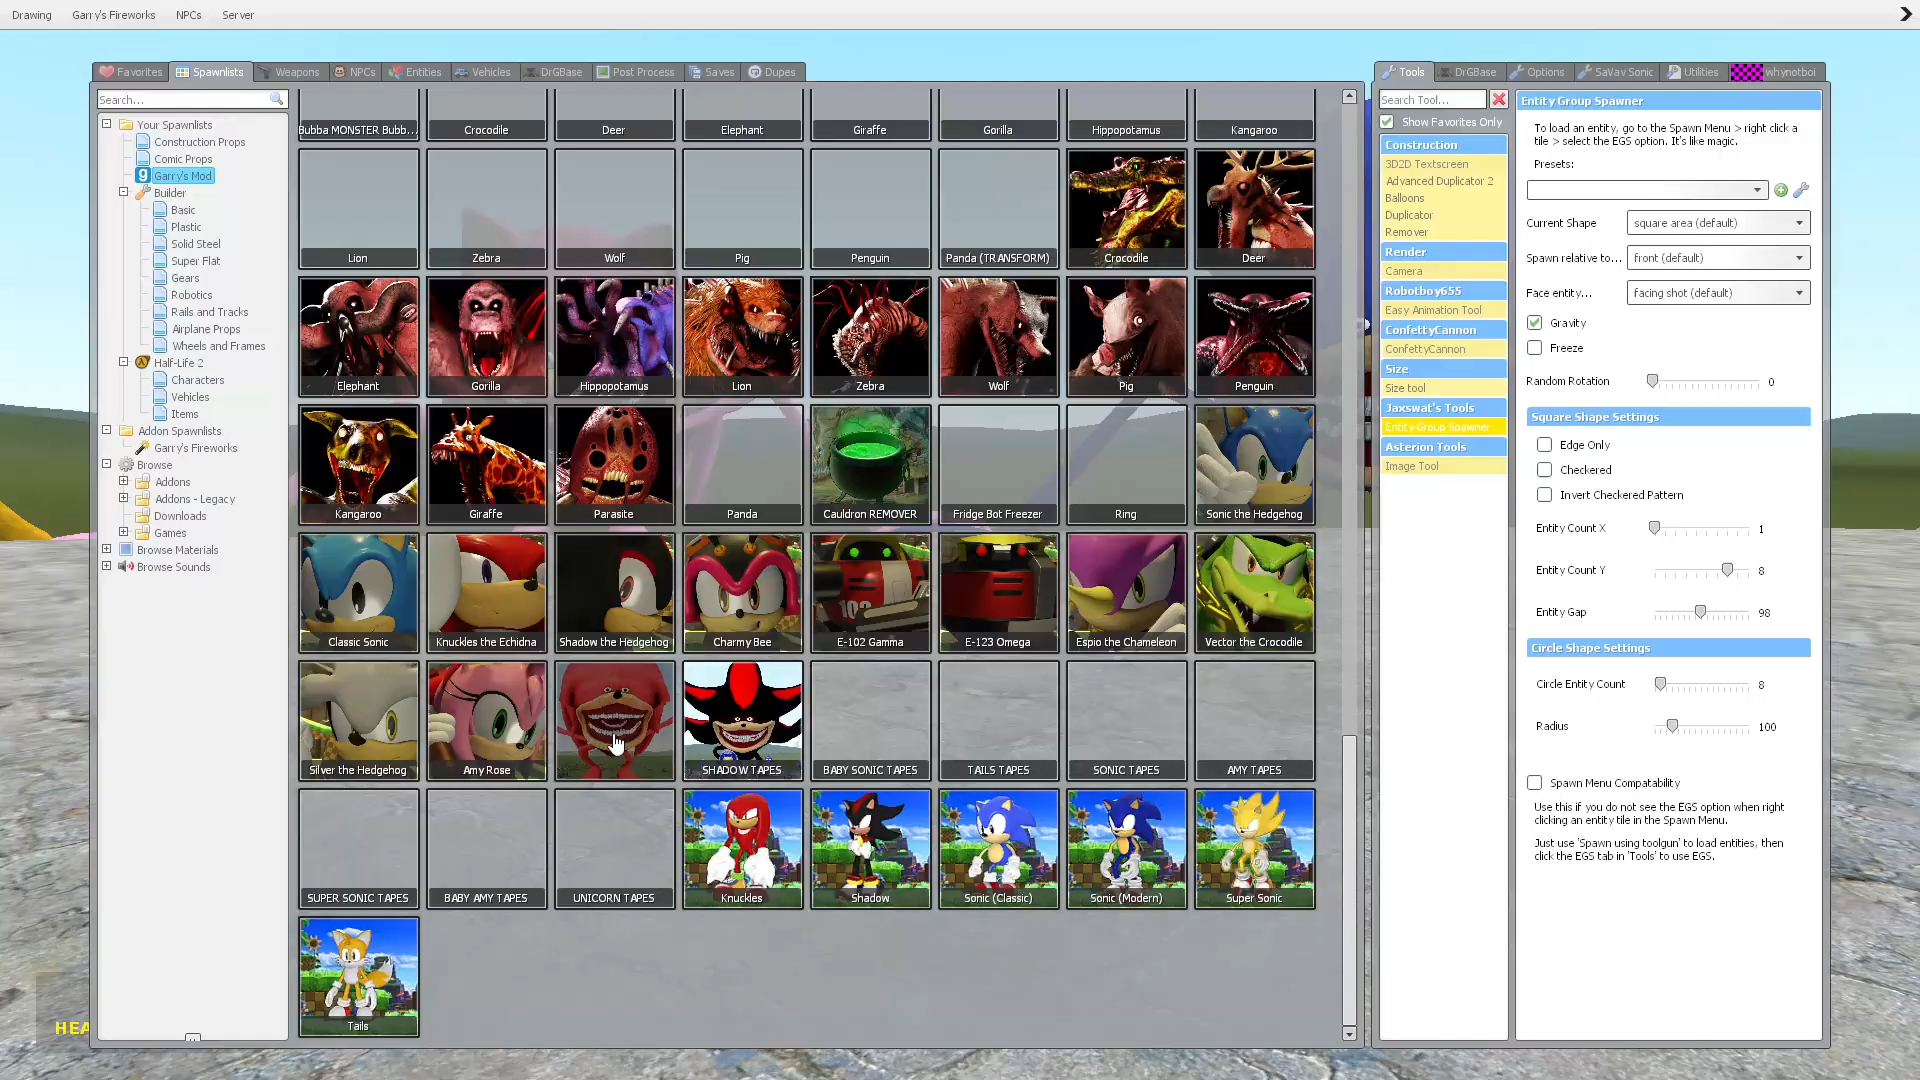 Drawing Garry's Fireworks NPCs Server
Favorites Spawnlists Weapons NPCs Entities Vehicles DrGBase Post Process Saves Dupes
Search...
Your Spawnlists
Construction Props
Comic Props
Garry's Mod
Builder
Basic
Plastic
Solid Steel
Super Flat
Gears
Robotics
Rails and Tracks
Airplane Props
Wheels and Frames
Half-Life 2
Characters
Vehicles
Items
Addon Spawnlists
Garry's Fireworks
Browse
Addons
Addons - Legacy
Downloads
Games
Browse Materials
Browse Sounds
Bubba MONSTER Bubb... Crocodile Deer Elephant Giraffe Gorilla Hippopotamus Kangaroo
Lion Zebra Wolf Pig Penguin Panda (TRANSFORM) Crocodile Deer
Elephant Gorilla Hippopotamus Lion Zebra Wolf Pig Penguin
Kangaroo Giraffe Parasite Panda Cauldron REMOVER Fridge Bot Freezer Ring Sonic the Hedgehog
Classic Sonic Knuckles the Echidna Shadow the Hedgehog Charmy Bee E-102 Gamma E-123 Omega Espio the Chameleon Vector the Crocodile
Silver the Hedgehog Amy Rose SHADOW TAPES BABY SONIC TAPES TAILS TAPES SONIC TAPES AMY TAPES
SUPER SONIC TAPES BABY AMY TAPES UNICORN TAPES Knuckles Shadow Sonic (Classic) Sonic (Modern) Super Sonic
Tails
HEA
Tools DrGBase Options SaVav Sonic Utilities whynotboi
Search Tool...
Show Favorites Only
Construction
3D2D Textscreen
Advanced Duplicator 2
Balloons
Duplicator
Remover
Render
Camera
Robotboy655
Easy Animation Tool
ConfettyCannon
ConfettyCannon
Size
Size tool
Jaxswat's Tools
Entity Group Spawner
Asterion Tools
Image Tool
Entity Group Spawner
To load an entity, go to the Spawn Menu > right click a
tile > select the EGS option. It's like magic.
Presets:
Current Shape square area (default)
Spawn relative to... front (default)
Face entity... facing shot (default)
Gravity
Freeze
Random Rotation 0
Square Shape Settings
Edge Only
Checkered
Invert Checkered Pattern
Entity Count X 1
Entity Count Y 8
Entity Gap 98
Circle Shape Settings
Circle Entity Count 8
Radius 100
Spawn Menu Compatability
Use this if you do not see the EGS option when right
clicking an entity tile in the Spawn Menu.
Just use 'Spawn using toolgun' to load entities, then
click the EGS tab in 'Tools' to use EGS.